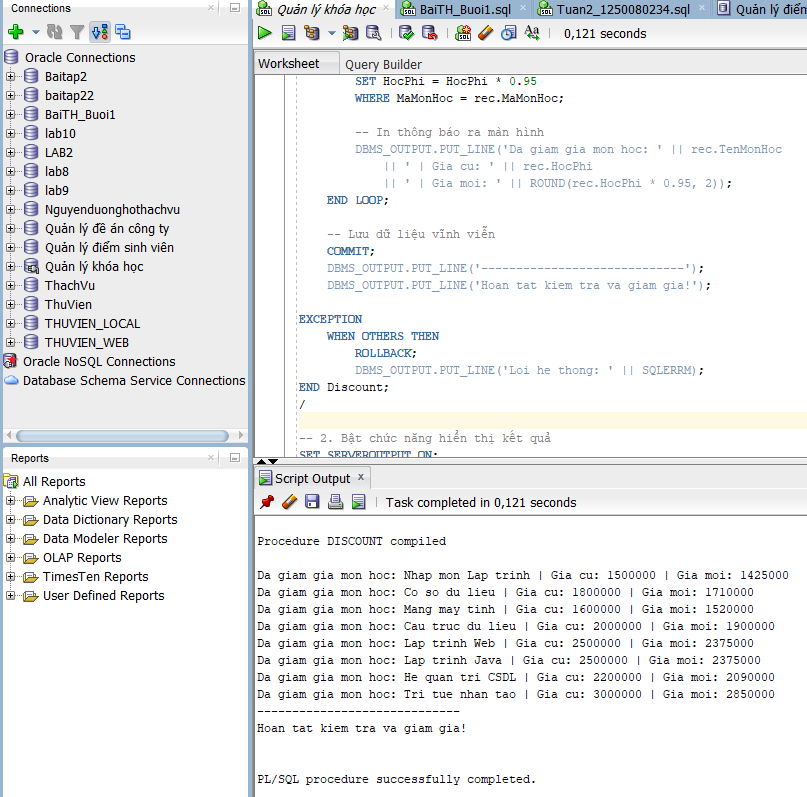 Connections
Oracle Connections
Baitap2
baitap22
BaiTH_Buoi1
lab10
LAB2
lab8
lab9
Nguyenduonghothachvu
Quản lý đề án công ty
Quản lý điểm sinh viên
Quản lý khóa học
ThachVu
ThuVien
THUVIEN_LOCAL
THUVIEN_WEB
Oracle NoSQL Connections
Database Schema Service Connections
Reports
All Reports
Analytic View Reports
Data Dictionary Reports
Data Modeler Reports
OLAP Reports
TimesTen Reports
User Defined Reports
Quản lý khóa học BaiTH_Buoi1.sql Tuan2_1250080234.sql Quản lý điể
0,121 seconds
Worksheet Query Builder
SET HocPhi = HocPhi * 0.95
WHERE MaMonHoc = rec.MaMonHoc;
-- In thông báo ra màn hình
DBMS_OUTPUT.PUT_LINE('Da giam gia mon hoc: ' || rec.TenMonHoc
|| ' | Gia cu: ' || rec.HocPhi
|| ' | Gia moi: ' || ROUND(rec.HocPhi * 0.95, 2));
END LOOP;
-- Lưu dữ liệu vĩnh viễn
COMMIT;
DBMS_OUTPUT.PUT_LINE('-----------------------------');
DBMS_OUTPUT.PUT_LINE('Hoan tat kiem tra va giam gia!');
EXCEPTION
WHEN OTHERS THEN
ROLLBACK;
DBMS_OUTPUT.PUT_LINE('Loi he thong: ' || SQLERRM);
END Discount;
/
-- 2. Bật chức năng hiển thị kết quả
SET SERVEROUTPUT ON;
Script Output
Task completed in 0,121 seconds
Procedure DISCOUNT compiled
Da giam gia mon hoc: Nhap mon Lap trinh | Gia cu: 1500000 | Gia moi: 1425000
Da giam gia mon hoc: Co so du lieu | Gia cu: 1800000 | Gia moi: 1710000
Da giam gia mon hoc: Mang may tinh | Gia cu: 1600000 | Gia moi: 1520000
Da giam gia mon hoc: Cau truc du lieu | Gia cu: 2000000 | Gia moi: 1900000
Da giam gia mon hoc: Lap trinh Web | Gia cu: 2500000 | Gia moi: 2375000
Da giam gia mon hoc: Lap trinh Java | Gia cu: 2500000 | Gia moi: 2375000
Da giam gia mon hoc: He quan tri CSDL | Gia cu: 2200000 | Gia moi: 2090000
Da giam gia mon hoc: Tri tue nhan tao | Gia cu: 3000000 | Gia moi: 2850000
-----------------------------
Hoan tat kiem tra va giam gia!
PL/SQL procedure successfully completed.